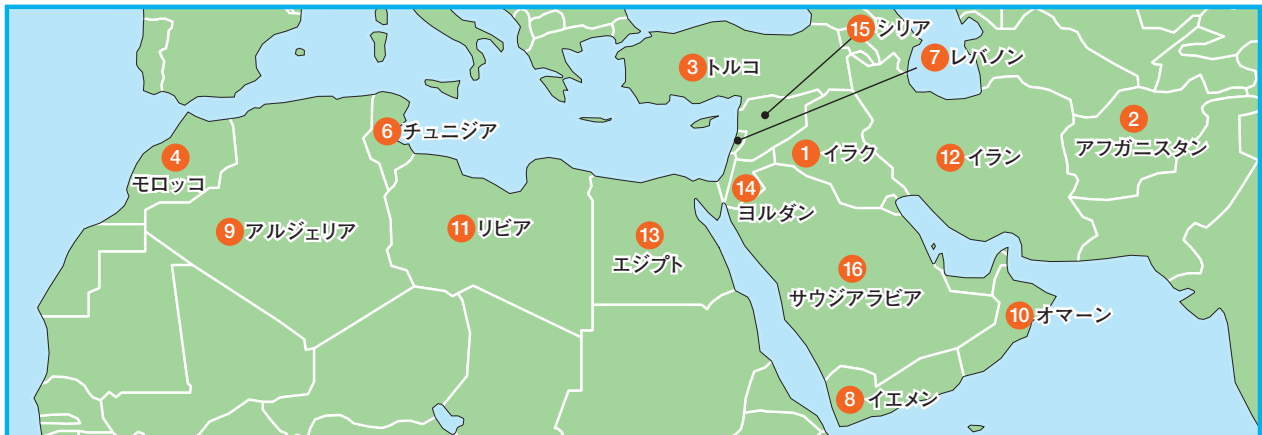 15 シリア
7 レバノン
3 トルコ
2
アフガニスタン
6 チュニジア
4
モロッコ
1 イラク
12 イラン
14
ヨルダン
9 アルジェリア
11 リビア
13
エジプト
16
サウジアラビア
10 オマーン
8 イエメン